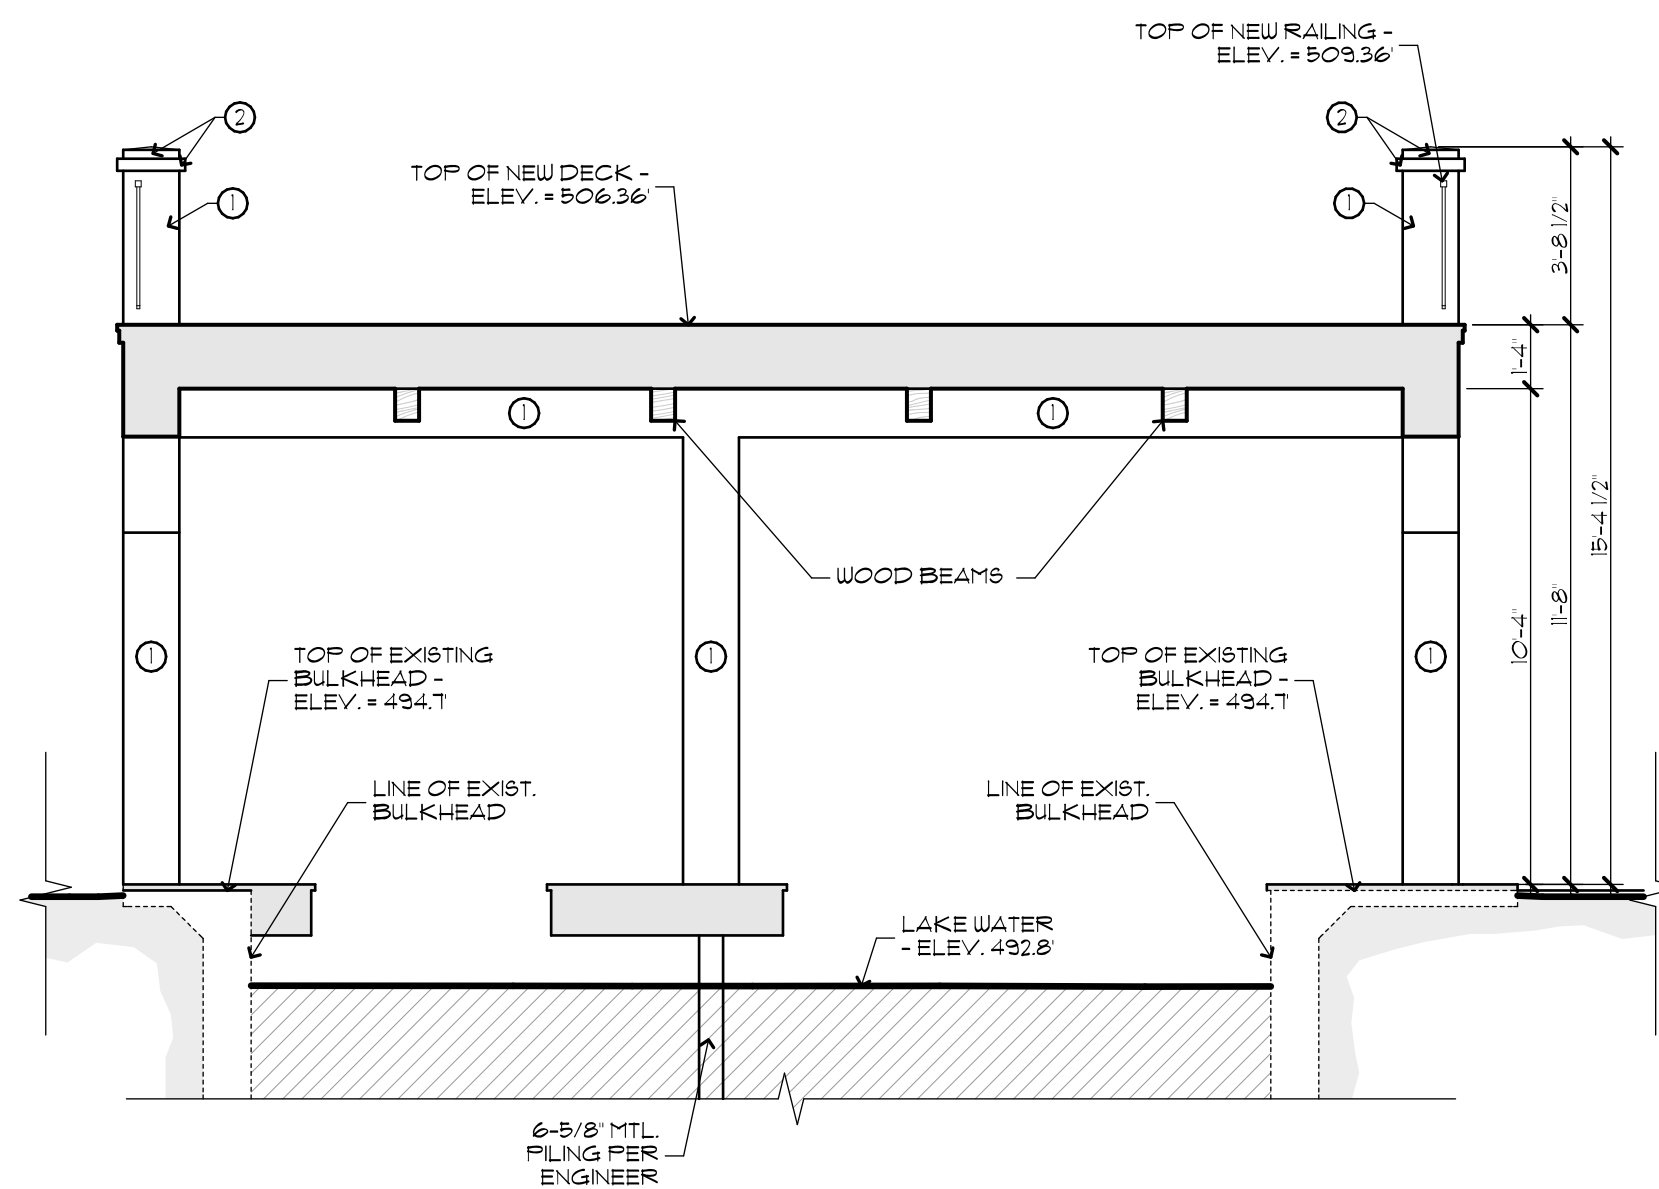 TOP OF NEW RAILING -
ELEV. = 509.36'
2
2
TOP OF NEW DECK -
ELEV. = 506.36'
1
1
3'-8 1/2"
1'-4"
1
1
15'-4 1/2"
WOOD BEAMS
11'-8"
10'-4"
1
1
1
TOP OF EXISTING
BULKHEAD -
ELEV. = 494.7'
TOP OF EXISTING
BULKHEAD -
ELEV. = 494.7'
LINE OF EXIST.
BULKHEAD
LINE OF EXIST.
BULKHEAD
LAKE WATER
- ELEV. 492.8'
6-5/8" MTL.
PILING PER
ENGINEER